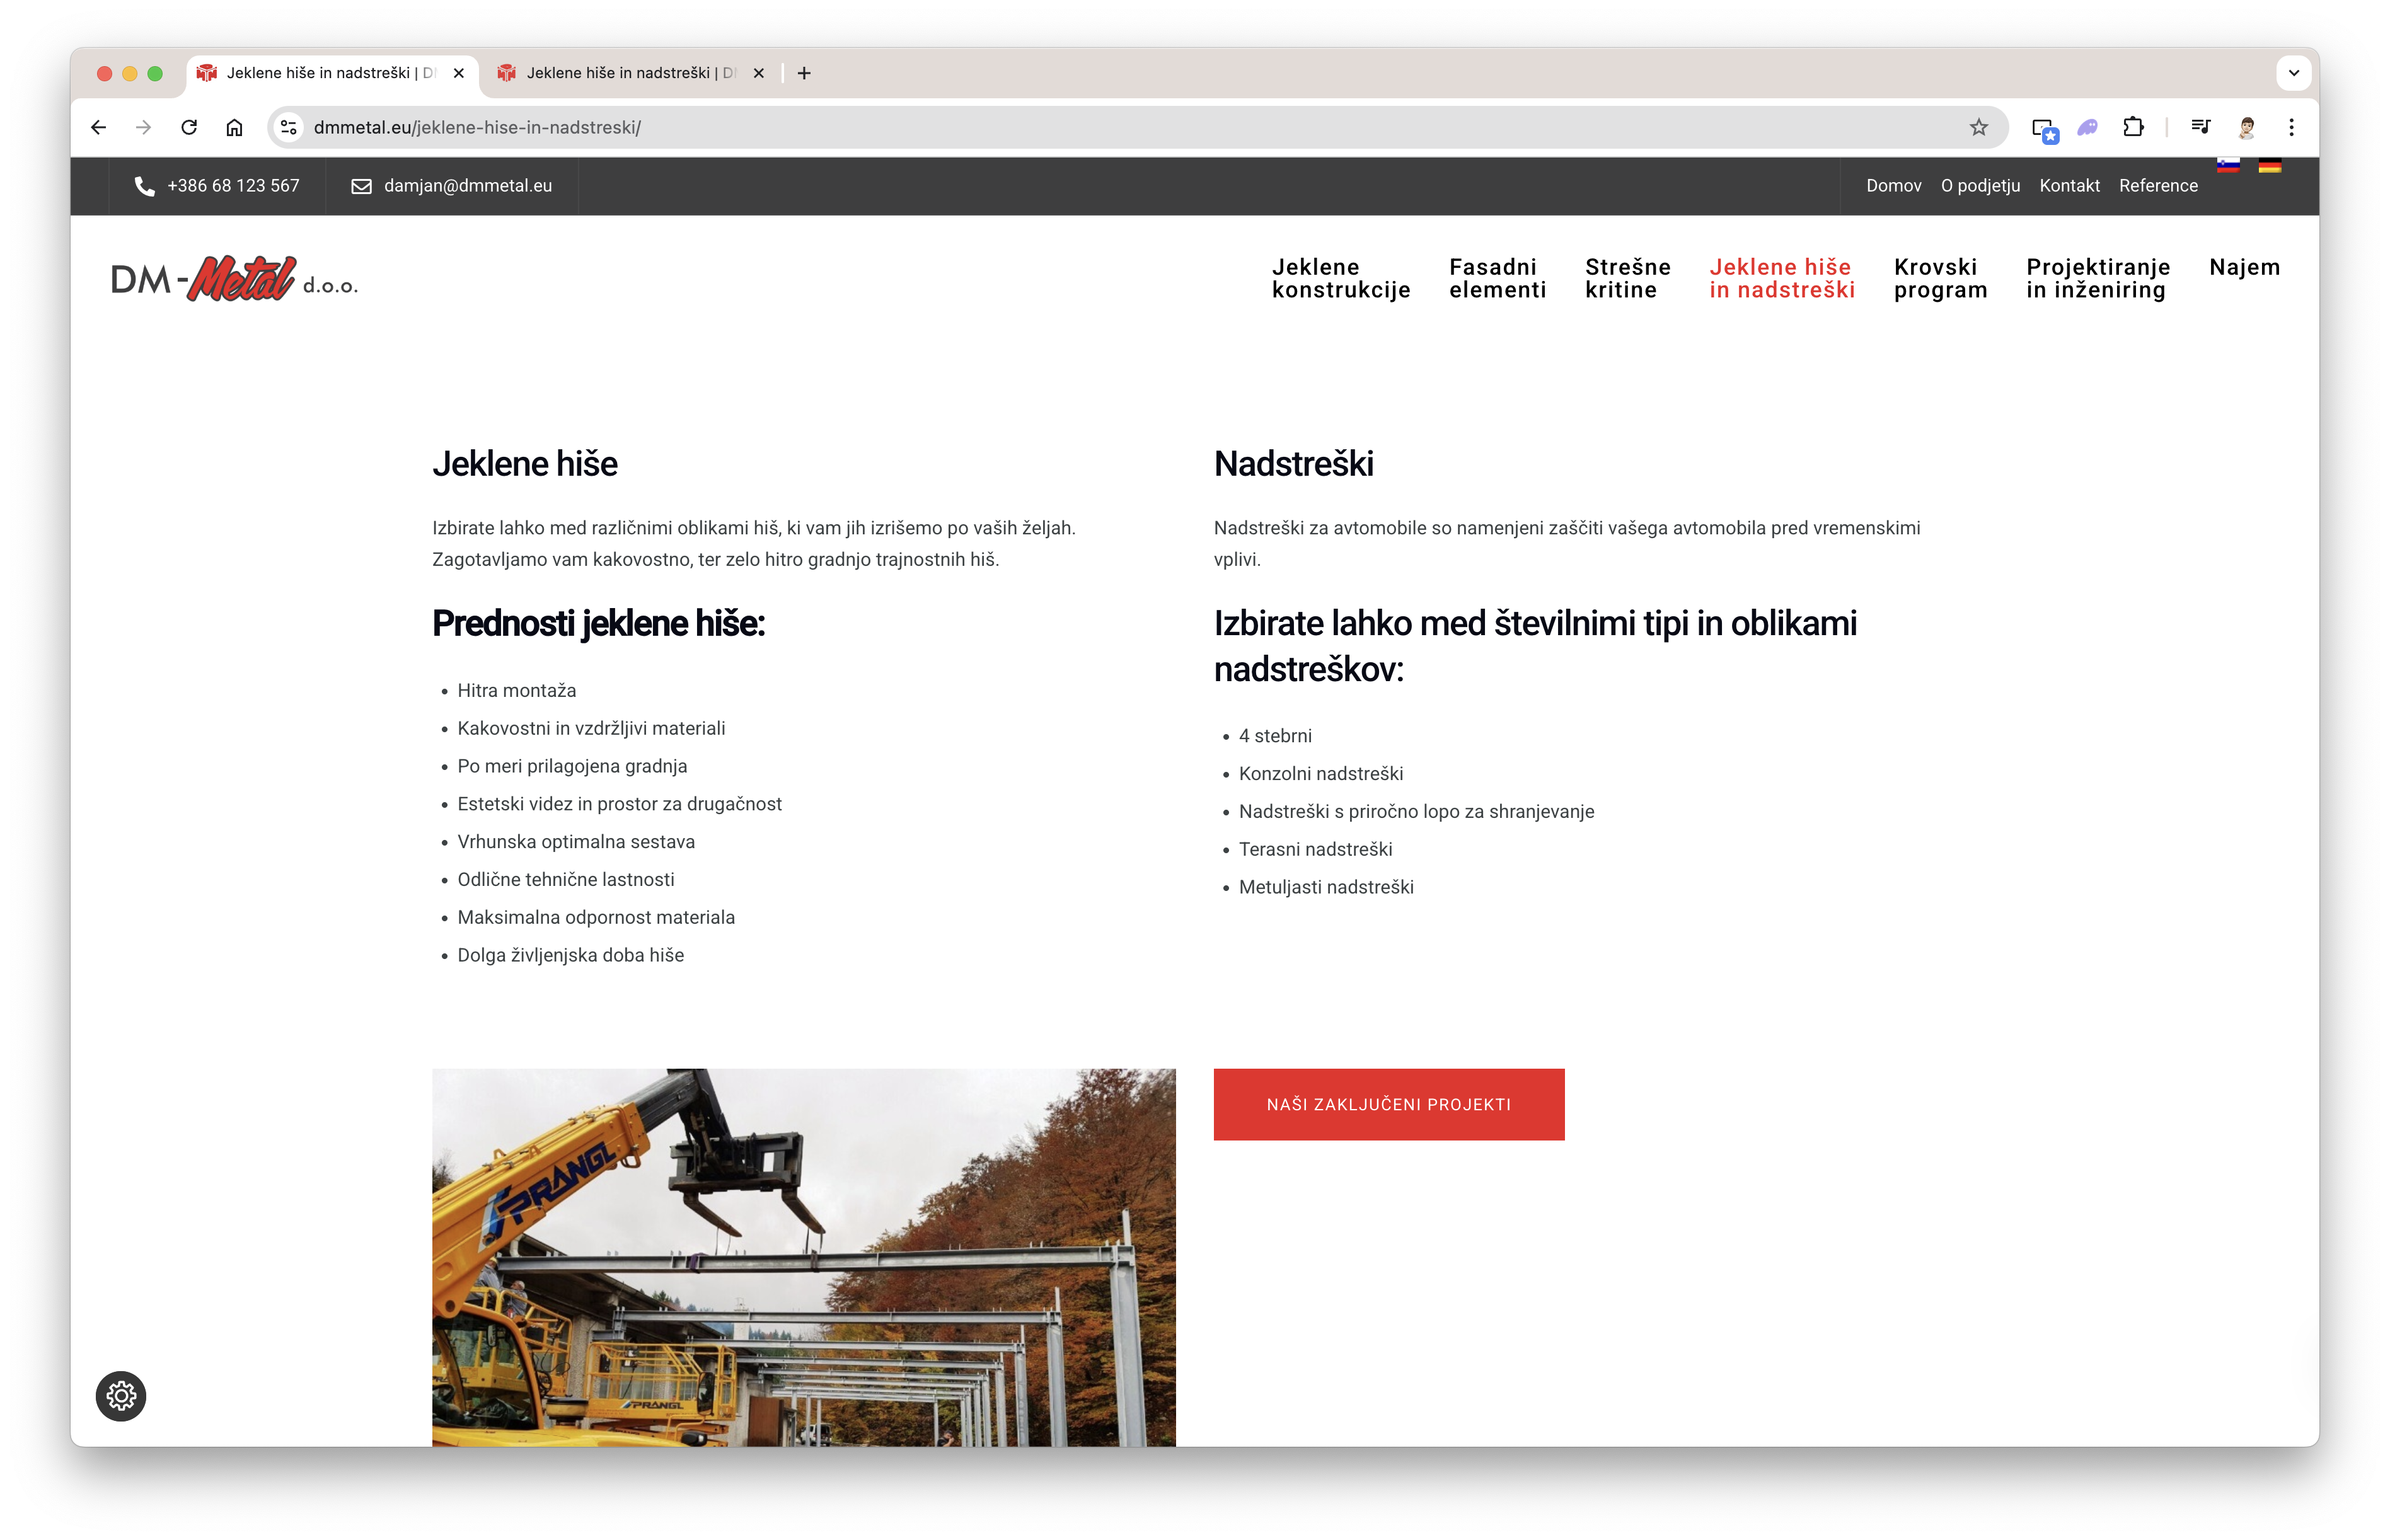 Jeklene hiše in nadstreški | D
Jeklene hiše in nadstreški | D
dmmetal.eu/jeklene-hise-in-nadstreski/
+386 68 123 567
damjan@dmmetal.eu
Domov
O podjetju
Kontakt
Reference
DM-Metal d.o.o.
Jeklene
konstrukcije
Fasadni
elementi
Strešne
kritine
Jeklene hiše
in nadstreški
Krovski
program
Projektiranje
in inženiring
Najem
Jeklene hiše
Izbirate lahko med različnimi oblikami hiš, ki vam jih izrišemo po vaših željah.
Zagotavljamo vam kakovostno, ter zelo hitro gradnjo trajnostnih hiš.
Prednosti jeklene hiše:
Hitra montaža
Kakovostni in vzdržljivi materiali
Po meri prilagojena gradnja
Estetski videz in prostor za drugačnost
Vrhunska optimalna sestava
Odlične tehnične lastnosti
Maksimalna odpornost materiala
Dolga življenjska doba hiše
Nadstreški
Nadstreški za avtomobile so namenjeni zaščiti vašega avtomobila pred vremenskimi
vplivi.
Izbirate lahko med številnimi tipi in oblikami
nadstreškov:
4 stebrni
Konzolni nadstreški
Nadstreški s priročno lopo za shranjevanje
Terasni nadstreški
Metuljasti nadstreški
PRANGL
PRANGL
NAŠI ZAKLJUČENI PROJEKTI